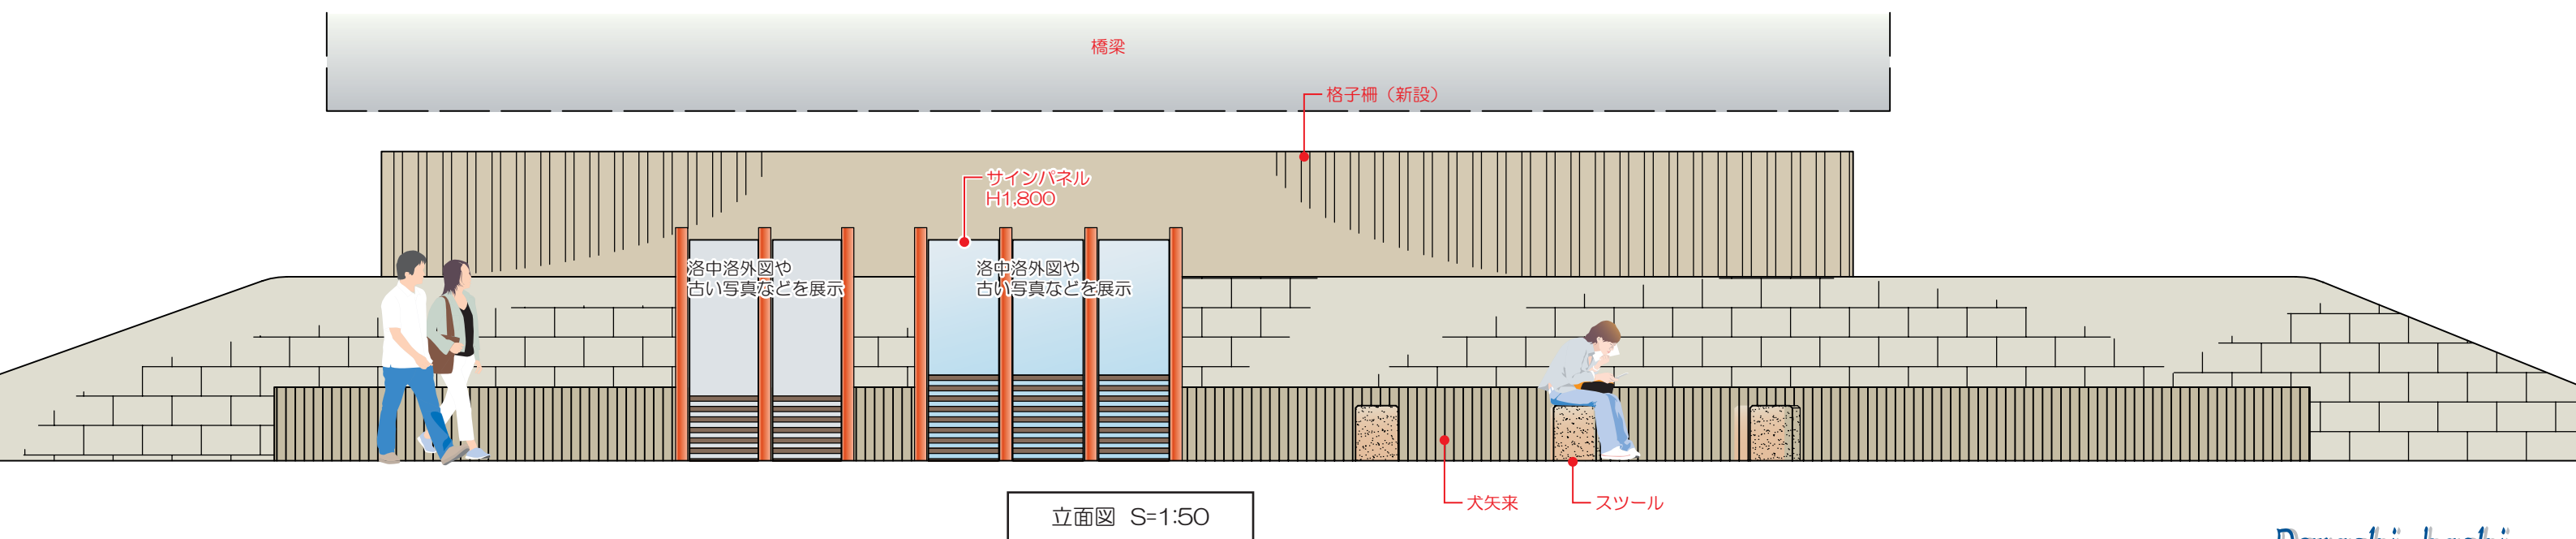 橋梁
格子柵（新設）
サインパネル
H1,800
洛中洛外図や
古い写真などを展示
洛中洛外図や
古い写真などを展示
犬矢来
スツール
立面図 S=1:50